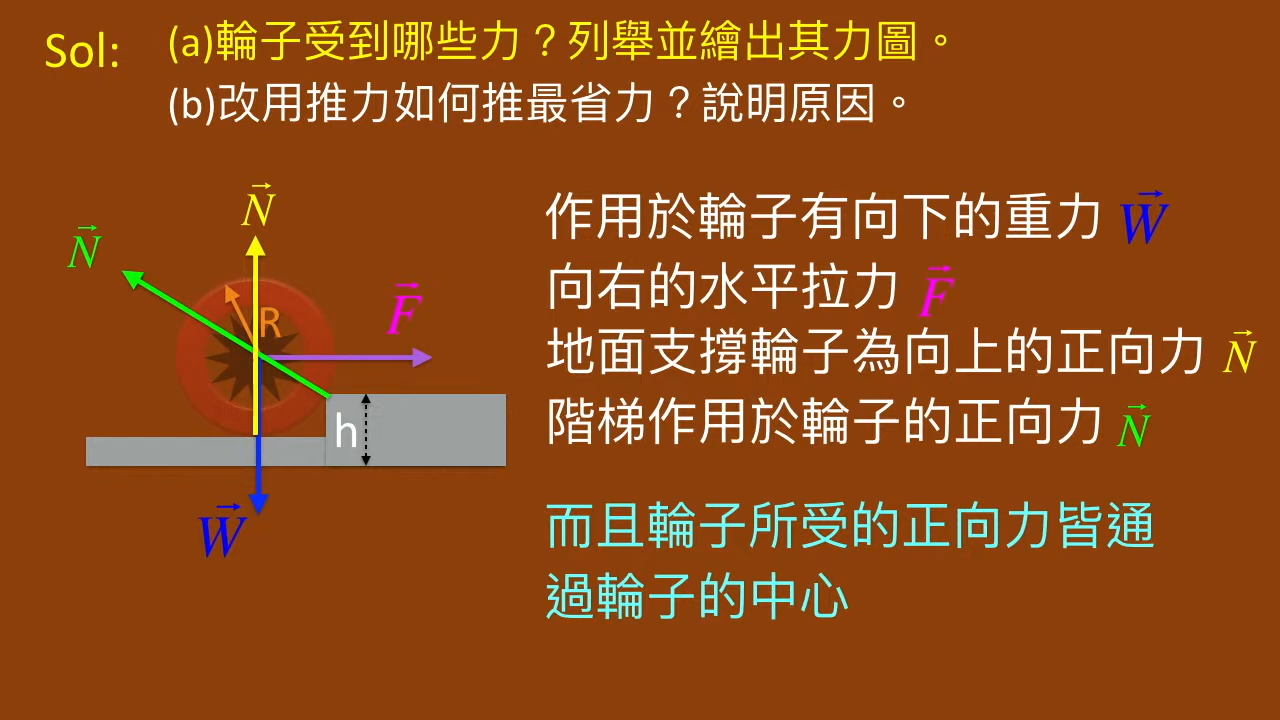 Sol:
(a)輪子受到哪些力？列舉並繪出其力圖。
(b)改用推力如何推最省力？說明原因。
N
N
R
F
h
W
作用於輪子有向下的重力 W
向右的水平拉力 F
地面支撐輪子為向上的正向力 N
階梯作用於輪子的正向力 N
而且輪子所受的正向力皆通
過輪子的中心